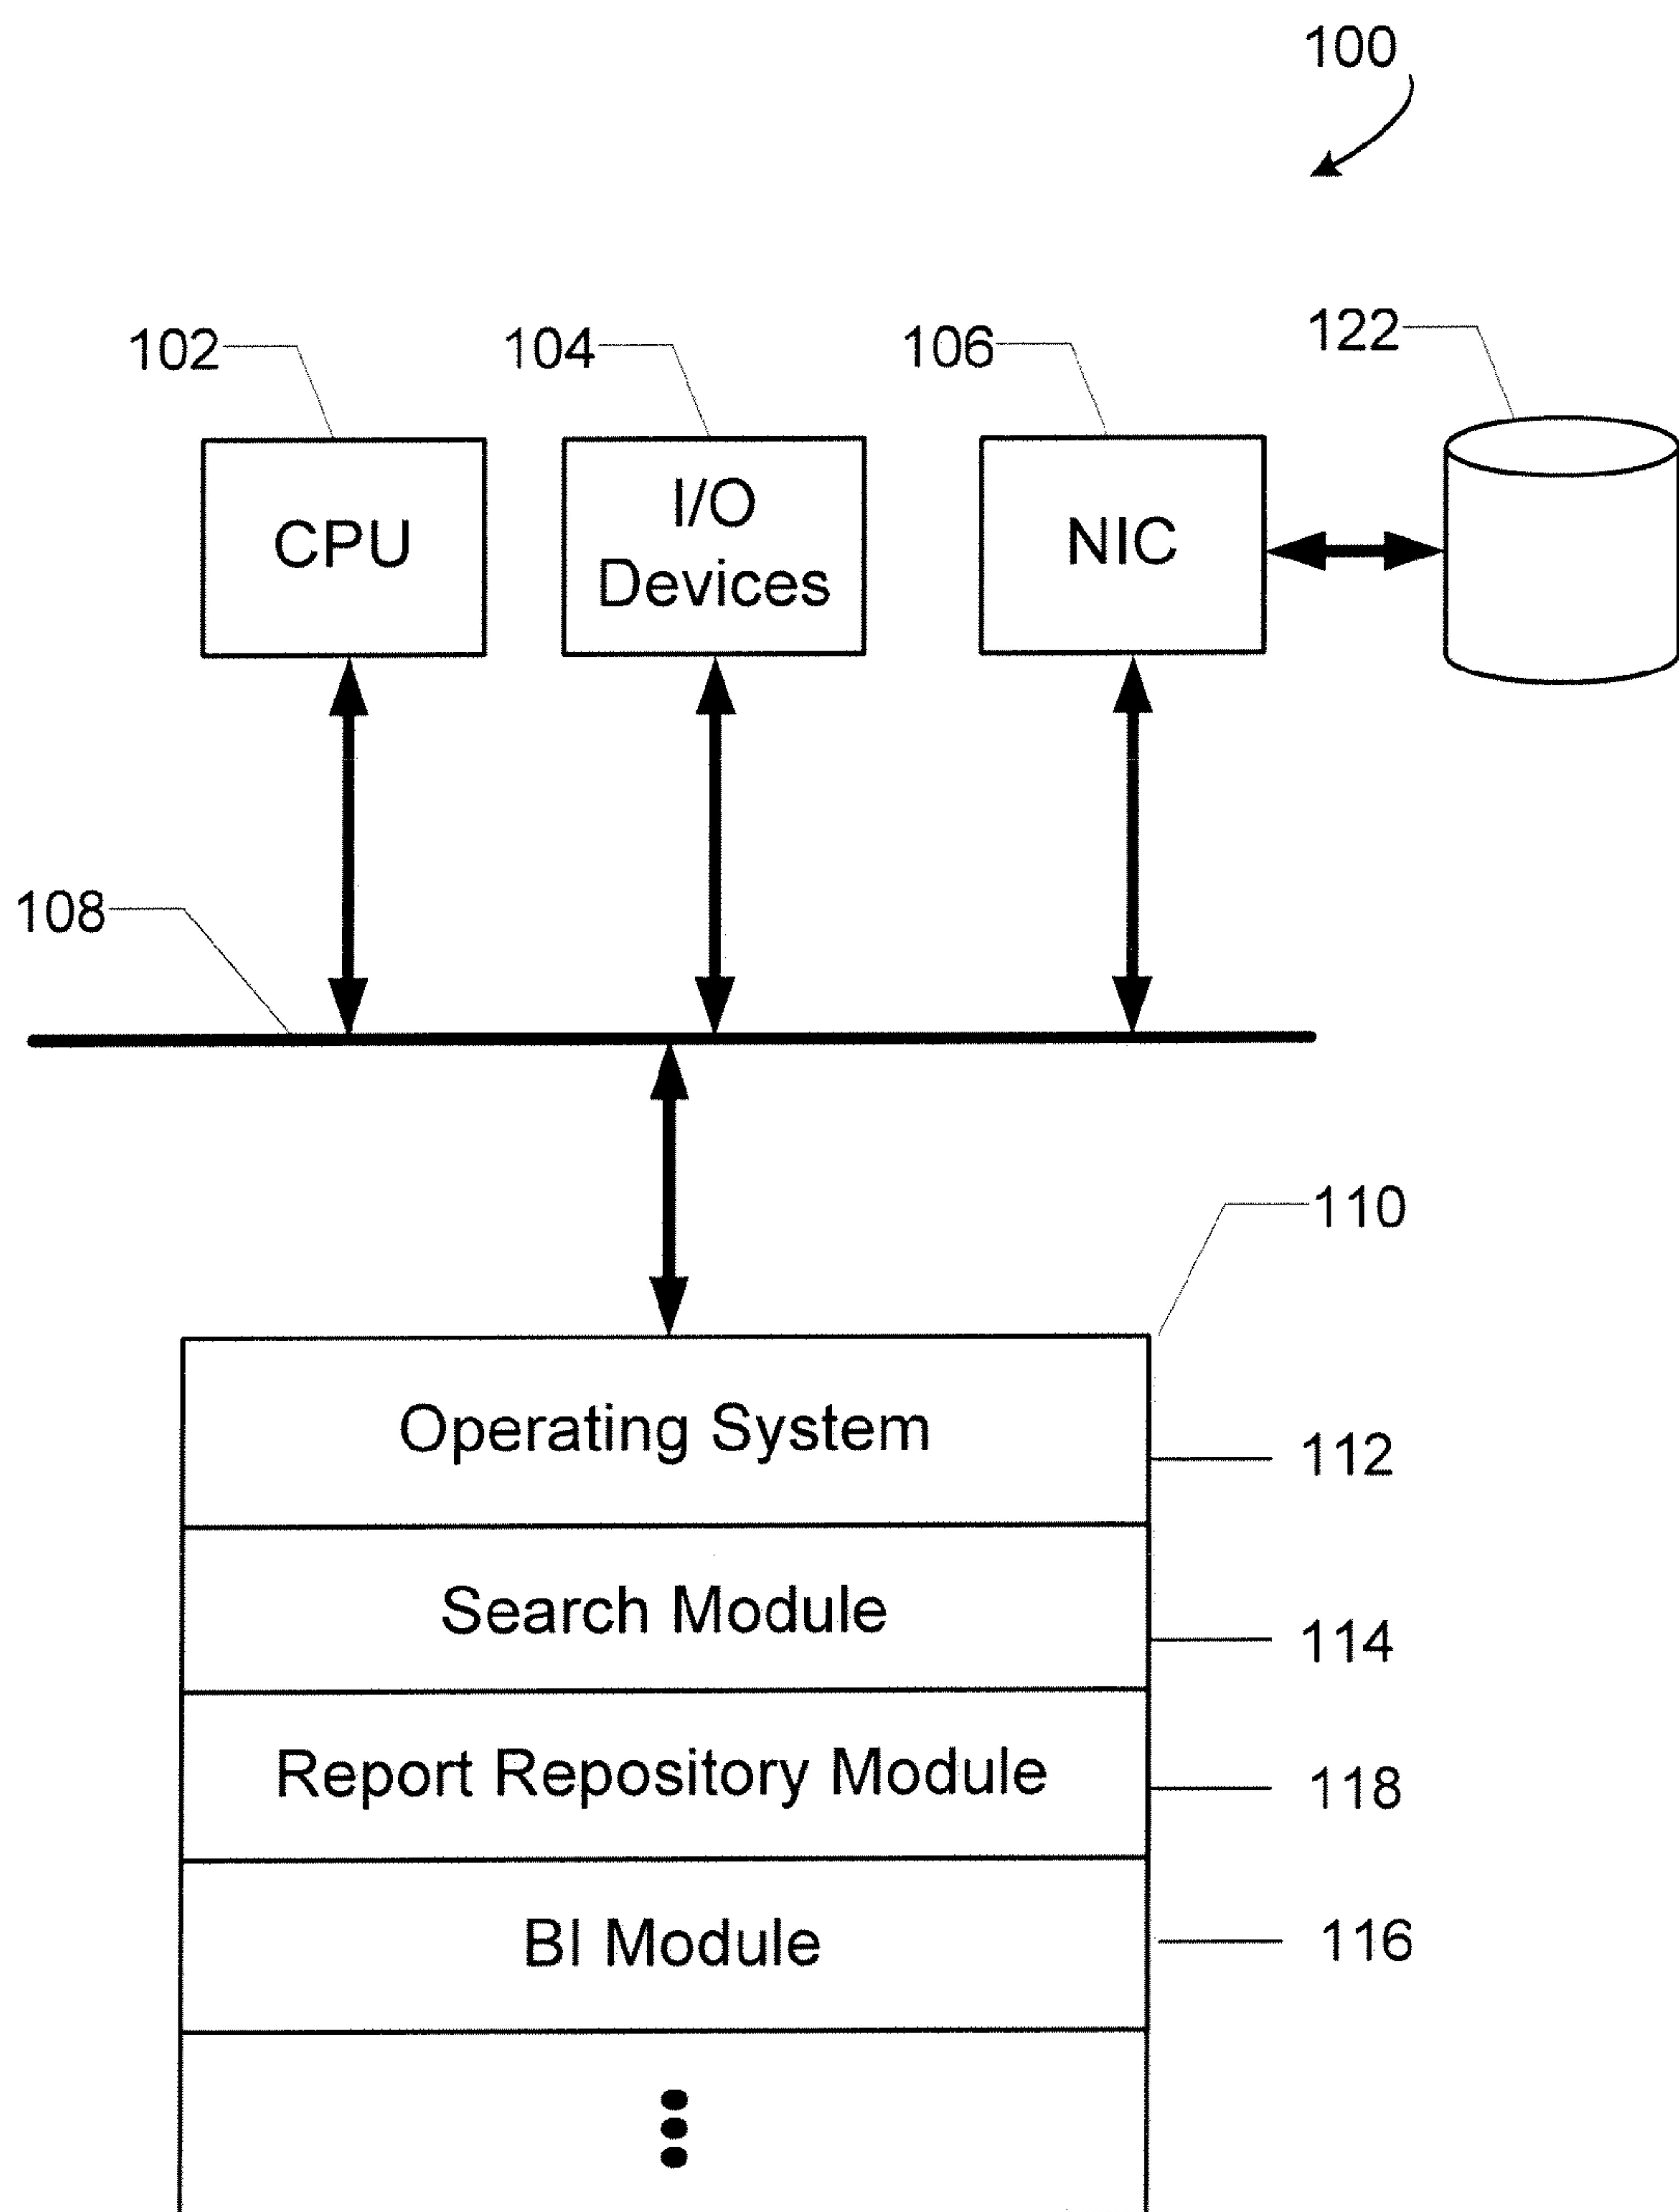 100
102
104
106
122
CPU
I/O
Devices
NIC
108
110
Operating System
112
Search Module
114
Report Repository Module
118
BI Module
116